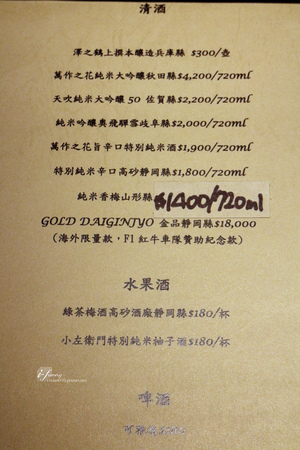 清酒
澤之鶴上撰本釀造兵庫縣 $300/壺
萬作之花純米大吟釀秋田縣$4,200/720ml
天吹純米大吟釀 50 佐賀縣$2,200/720ml
純米吟釀奧飛驒岐阜縣$2,000/720ml
萬作之花旨辛口特別純米酒$1,900/720ml
特別純米辛口高砂靜岡縣$1,800/720ml
純米香梅山形縣$1400/720ml
GOLD DAIGINJYO 金品靜岡縣$18,000
(海外限量款，F1 紅牛車隊贊助紀念款)
水果酒
綠茶梅酒高砂酒廠靜岡縣$180/杯
小左衛門特別純米柚子酒$180/杯
啤酒